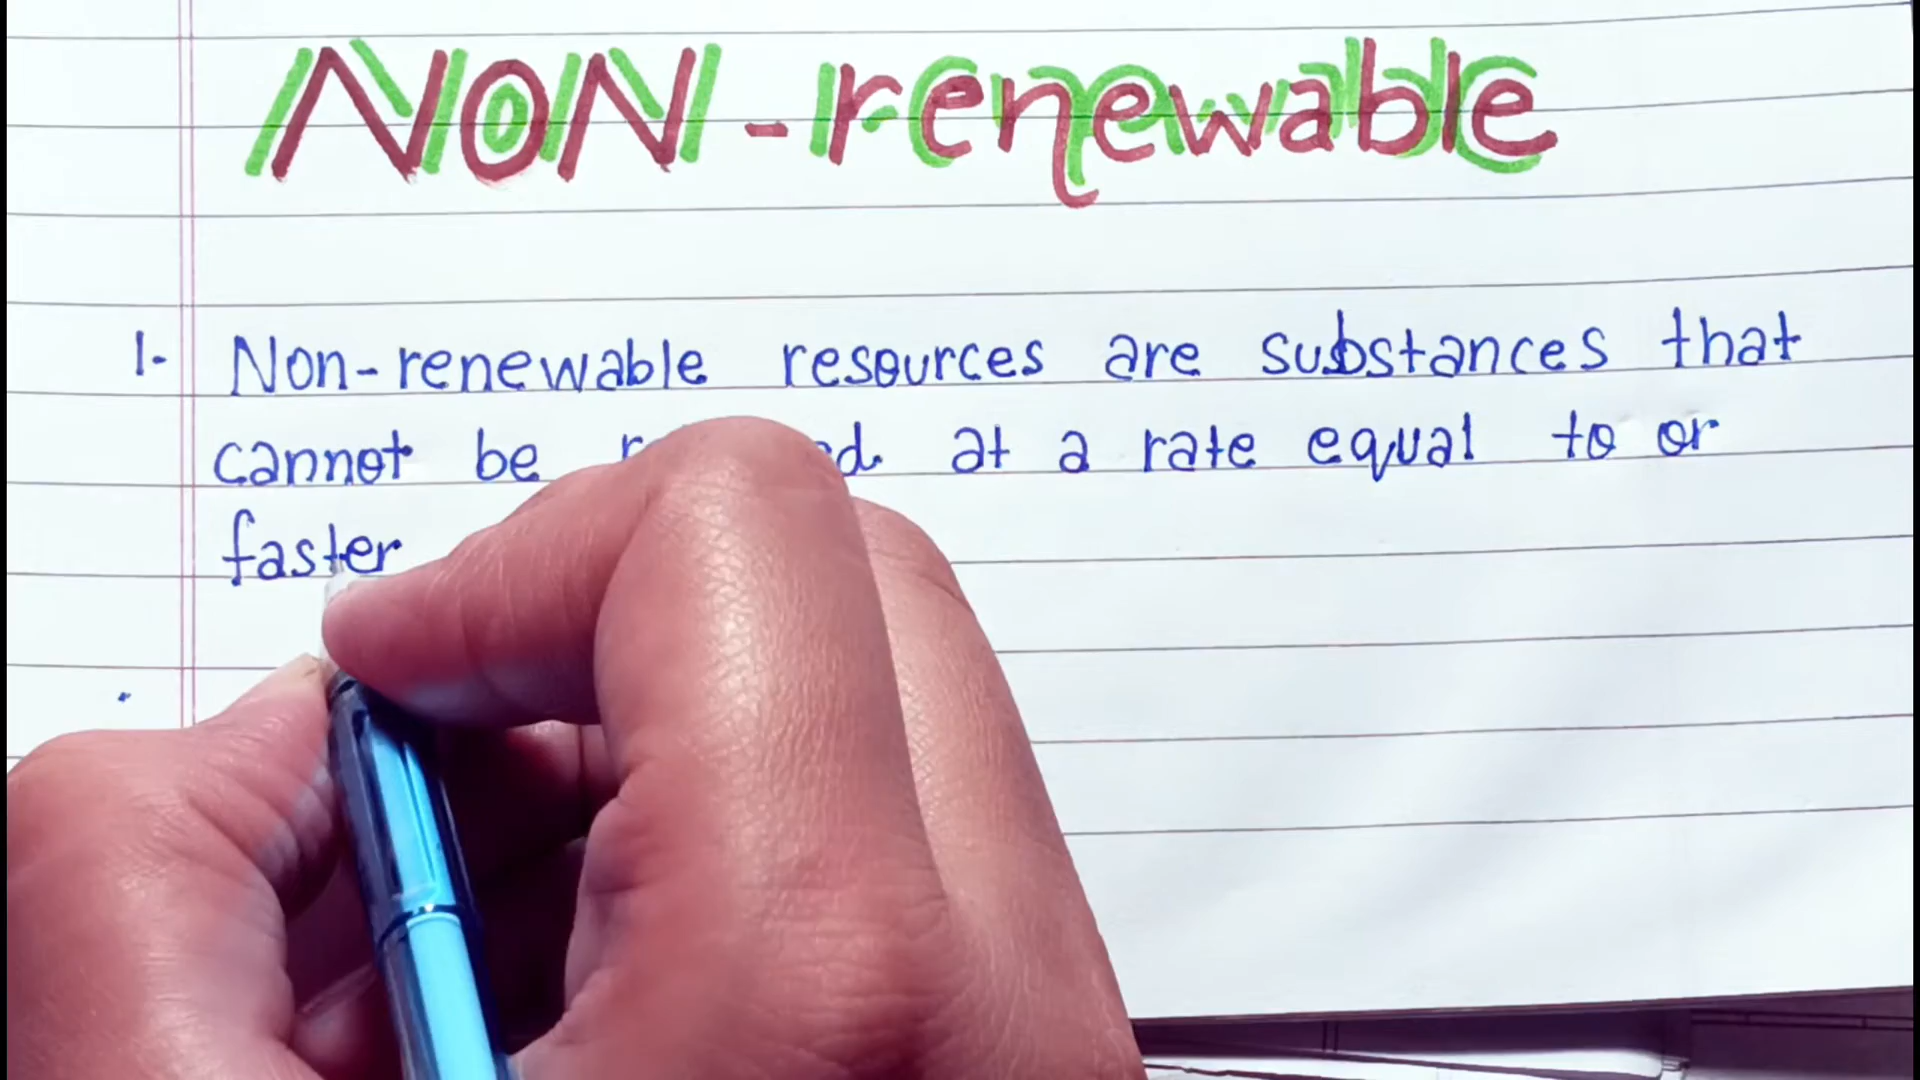 NON-renewable
1- Non-renewable resources are substances that
cannot be at a rate equal to or
faster